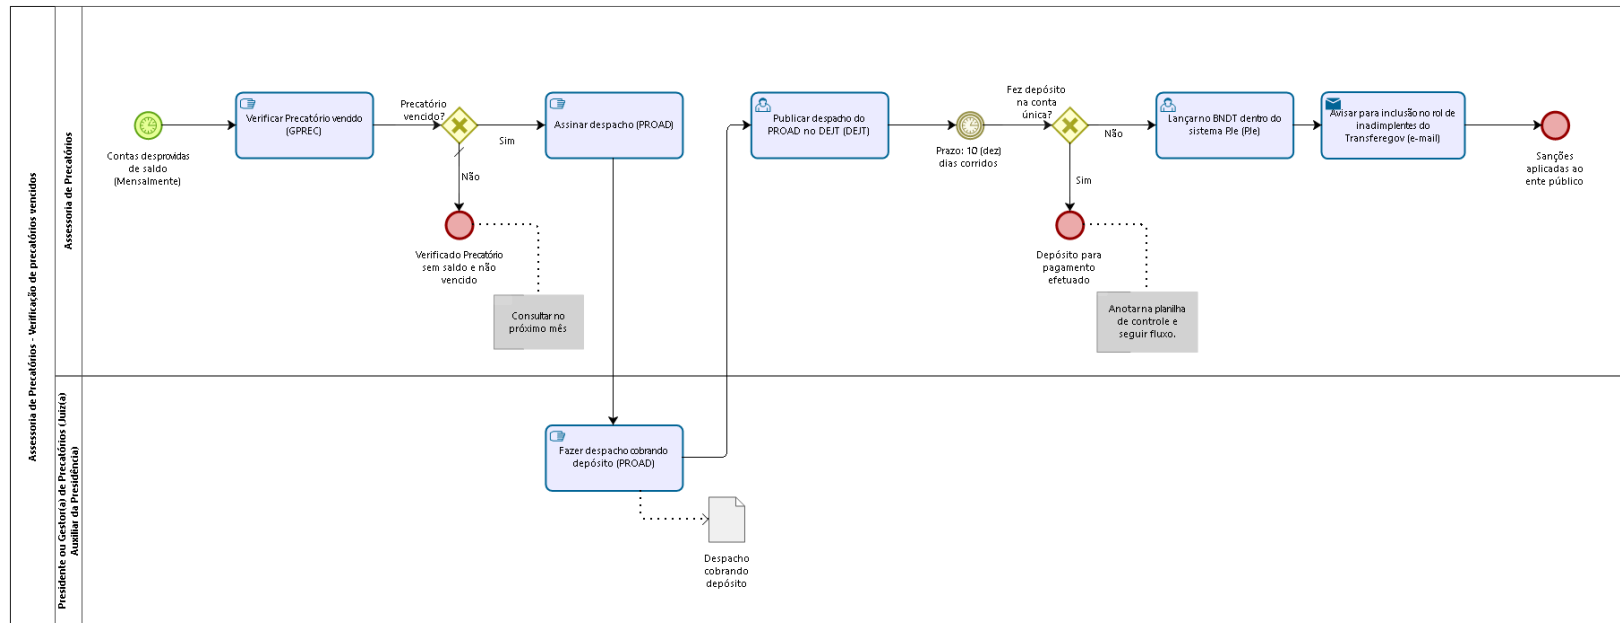 Assessoria de Precatórios - Verificação de precatórios vencidos
Assessoria de Precatórios
Contas desprovidas
de saldo
(Mensalmente)
Verificar Precatório vencido
(GPREC)
Precatório
vencido?
Sim
Não
Verificado Precatório
sem saldo e não
vencido
Consultar no
próximo mês
Assinar despacho (PROAD)
Publicar despacho do
PROAD no DEJT (DEJT)
Prazo: 10 (dez)
dias corridos
Fez depósito
na conta
única?
Não
Sim
Depósito para
pagamento
efetuado
Anotar na planilha
de controle e
seguir fluxo.
Lançar no BNDT dentro do
sistema PJe (PJe)
Avisar para inclusão no rol de
inadimplentes do
Transferegov (e-mail)
Sanções
aplicadas ao
ente público
Presidente ou Gestor(a) de Precatórios (Juiz(a)
Auxiliar da Presidência)
Fazer despacho cobrando
depósito (PROAD)
Despacho
cobrando
depósito